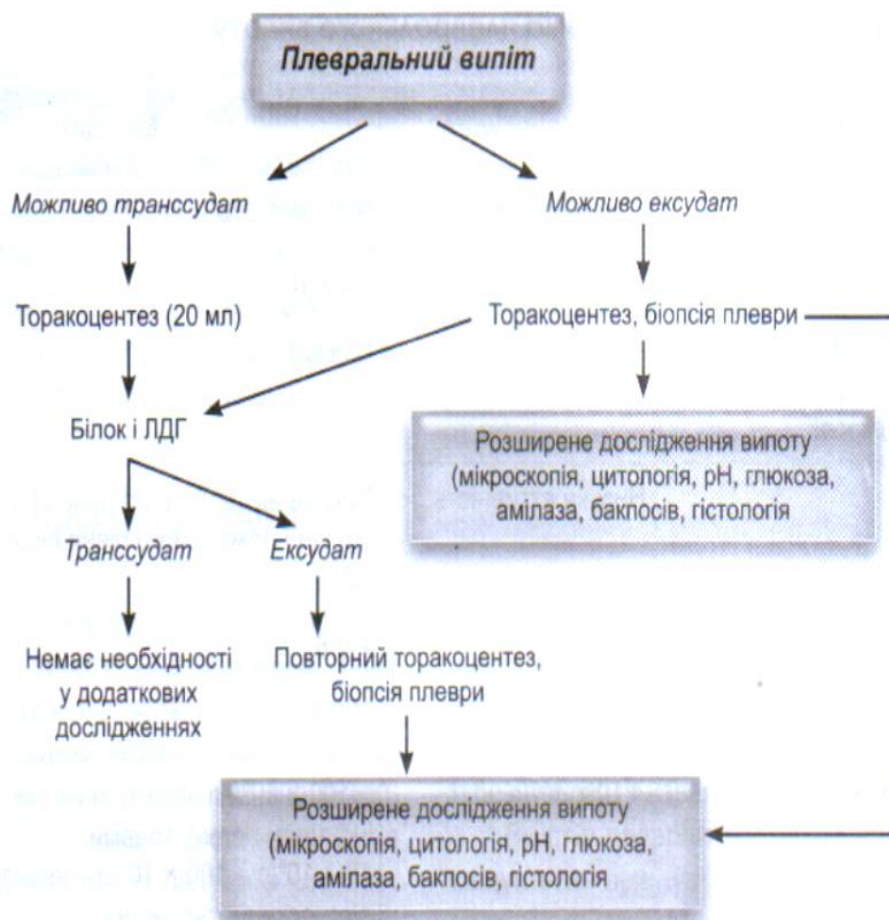 Плевральний випіт
Можливо транссудат
Можливо ексудат
Торакоцентез (20 мл)
Торакоцентез, біопсія плеври
Білок і ЛДГ
Розширене дослідження випоту
(мікроскопія, цитологія, pH, глюкоза,
амілаза, бакпосів, гістологія
Транссудат
Ексудат
Немає необхідності
у додаткових
дослідженнях
Повторний торакоцентез,
біопсія плеври
Розширене дослідження випоту
(мікроскопія, цитологія, pH, глюкоза,
амілаза, бакпосів, гістологія